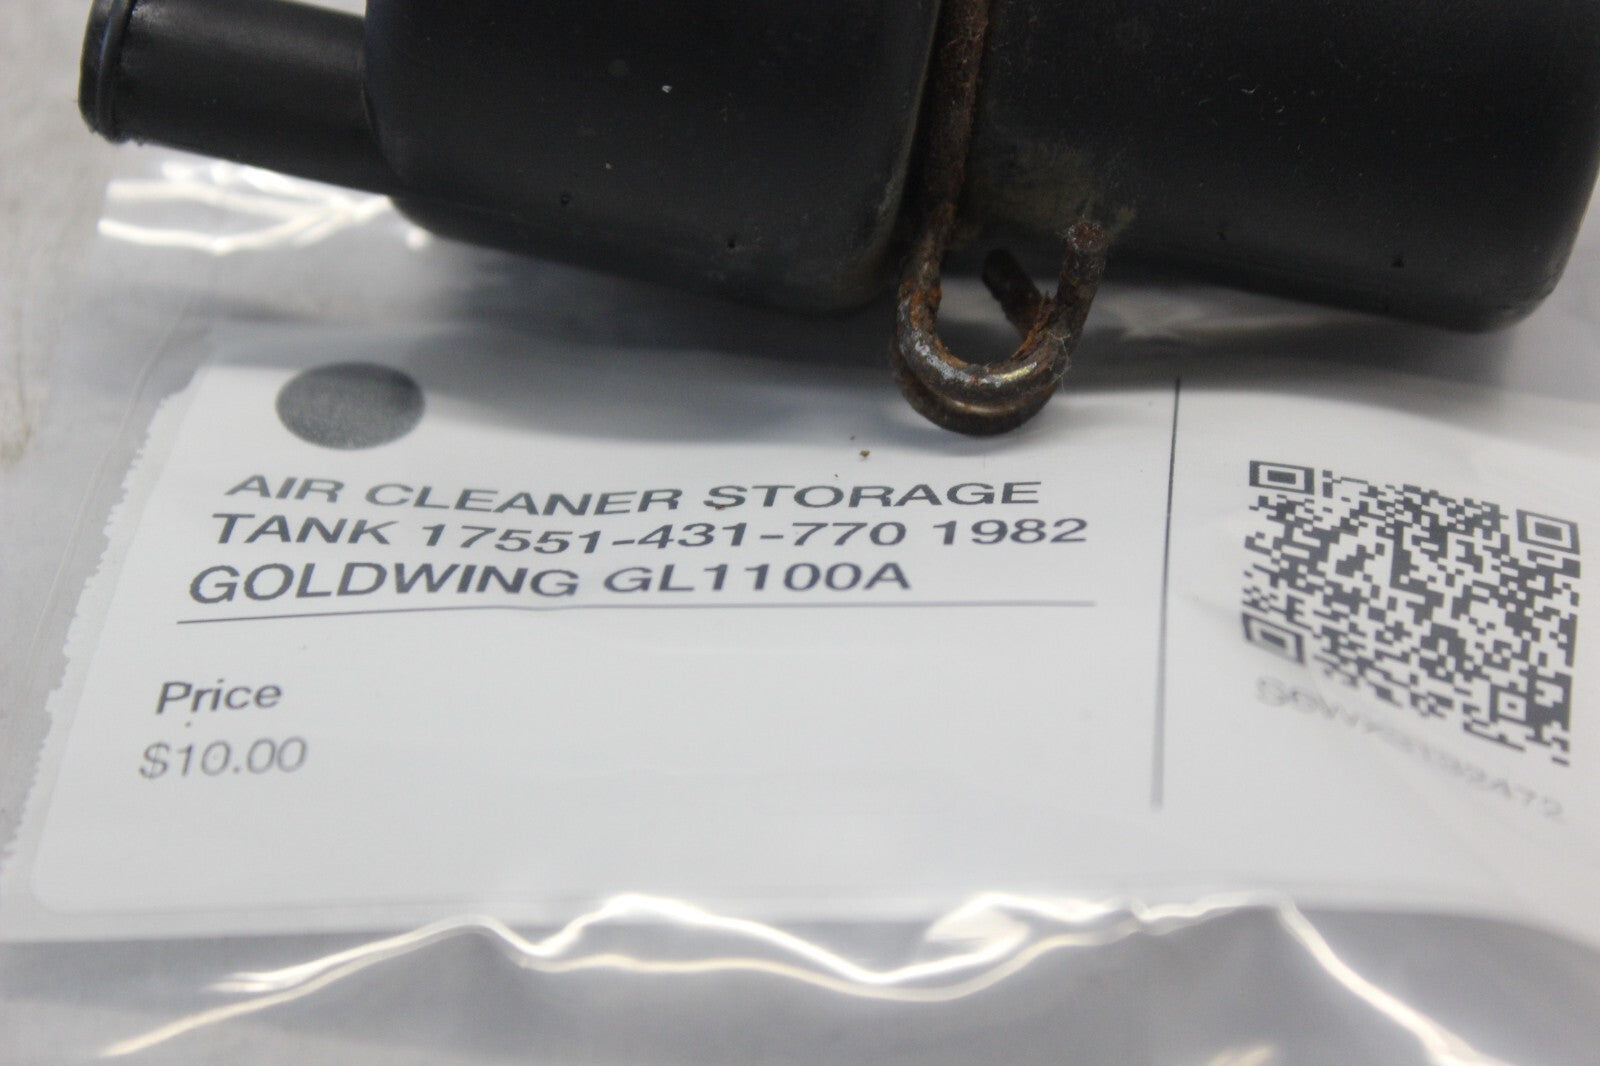 AIR CLEANER STORAGE
TANK 17551-431-770 1982
GOLDWING GL1100A
Price
$10.00